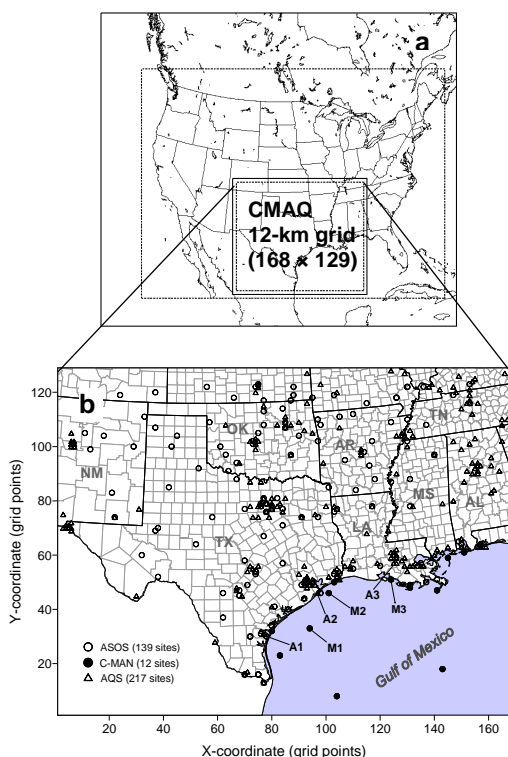 a
CMAQ
12-km grid
(168 × 129)
b
120
100
80
60
40
20
Y-coordinate (grid points)
OK
TN
AR
NM
MS
AL
LA
TX
A3
M3
A2
M2
A1
M1
ASOS (139 sites)
C-MAN (12 sites)
AQS (217 sites)
Gulf of Mexico
20 40 60 80 100 120 140 160
X-coordinate (grid points)